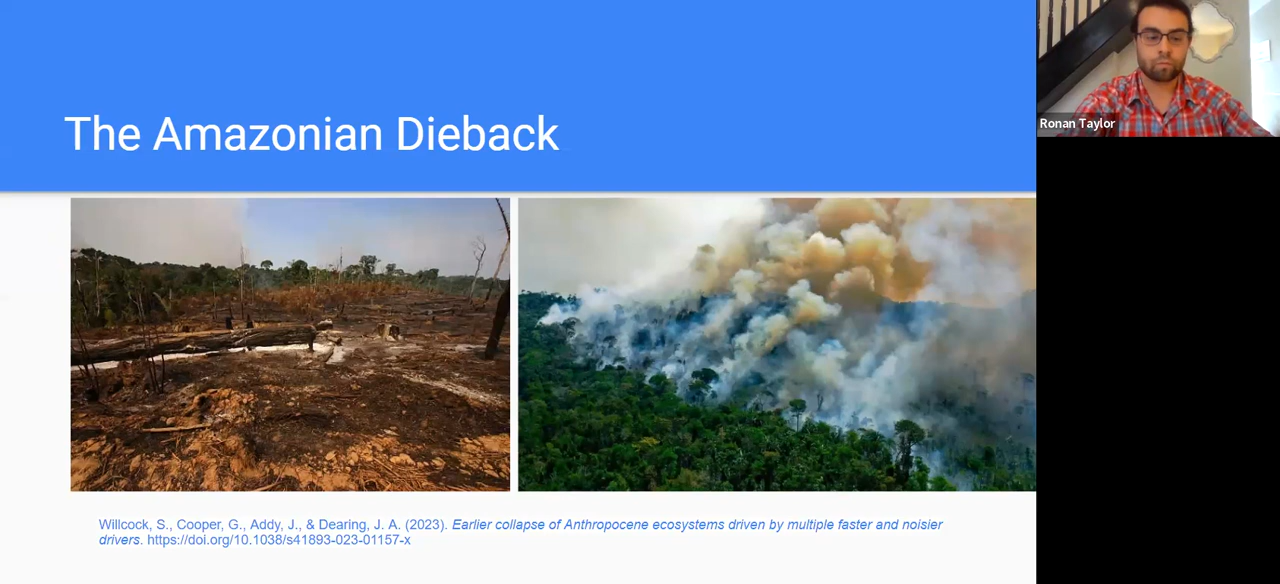 The Amazonian Dieback
Ronan Taylor
Willcock, S., Cooper, G., Addy, J., & Dearing, J. A. (2023). Earlier collapse of Anthropocene ecosystems driven by multiple faster and noisier
drivers. https://doi.org/10.1038/s41893-023-01157-x